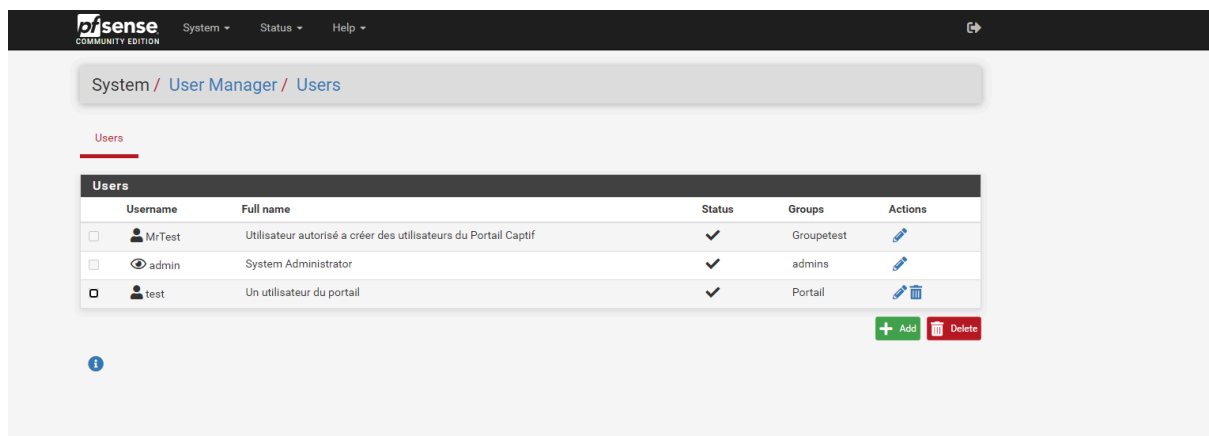 pfsense System Status Help
COMMUNITY EDITION
System / User Manager / Users
Users
Users
Username Full name Status Groups Actions
MrTest Utilisateur autorisé a créer des utilisateurs du Portail Captif Groupetest
admin System Administrator admins
test Un utilisateur du portail Portail
Add Delete